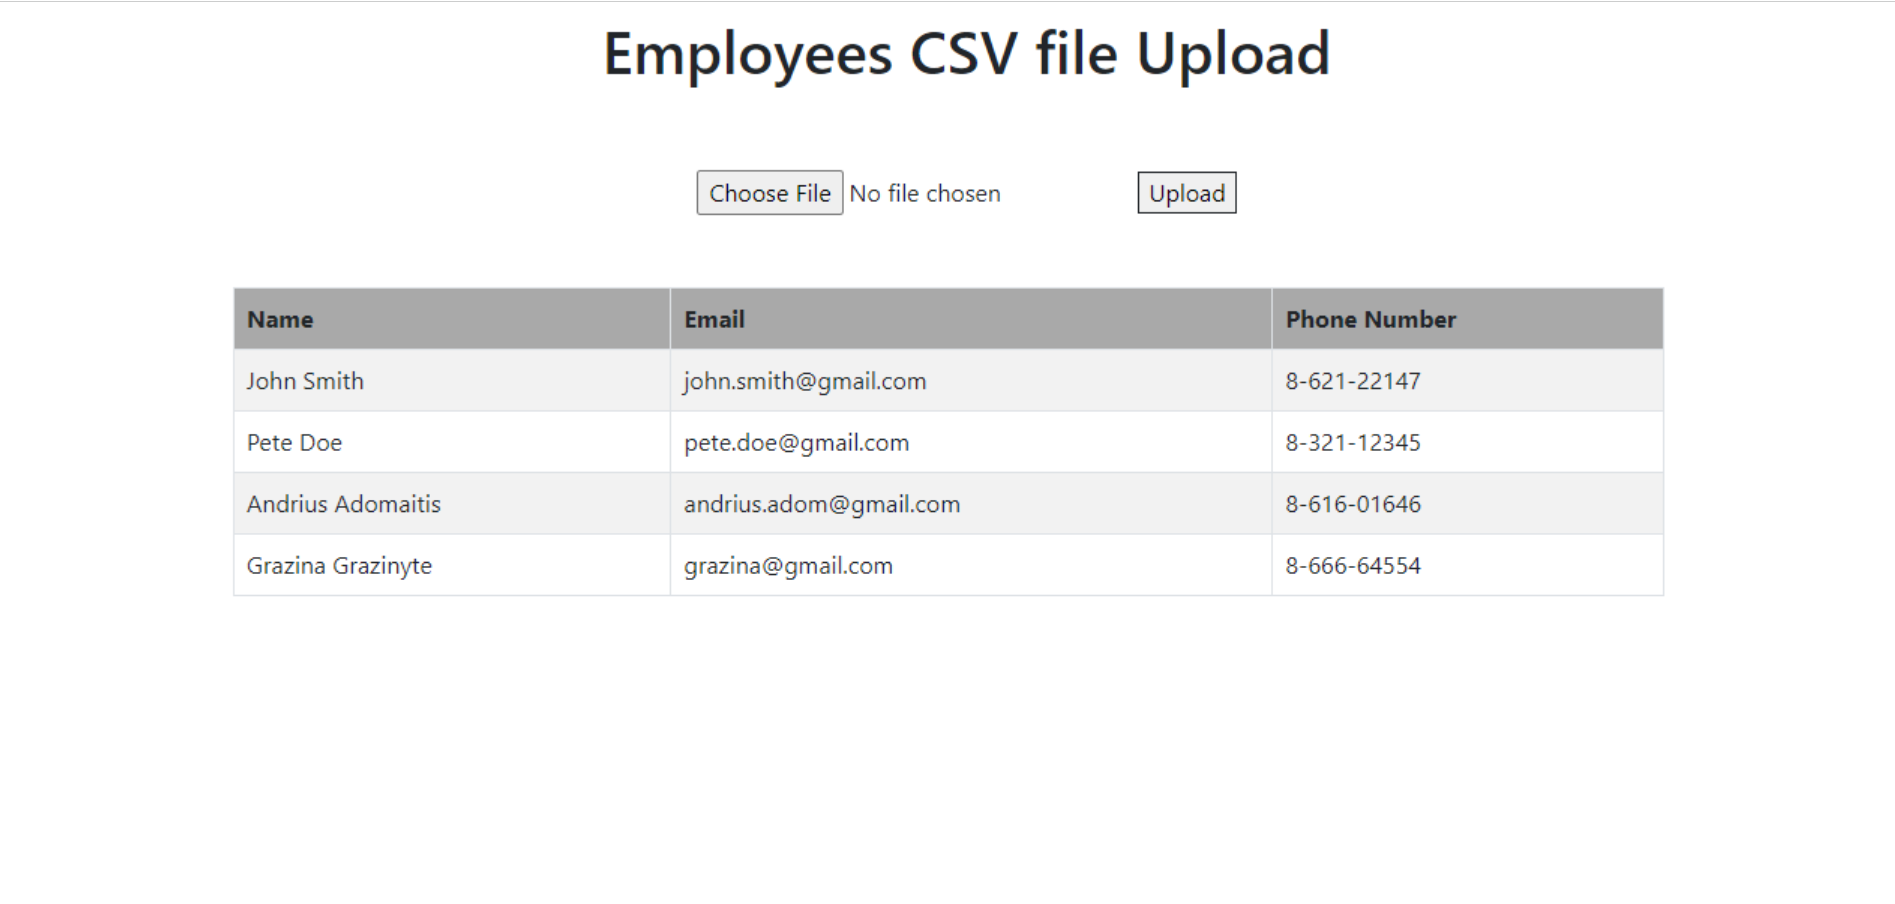 Employees CSV file Upload
Choose File No file chosen Upload
Name Email Phone Number
John Smith john.smith@gmail.com 8-621-22147
Pete Doe pete.doe@gmail.com 8-321-12345
Andrius Adomaitis andrius.adom@gmail.com 8-616-01646
Grazina Grazinyte grazina@gmail.com 8-666-64554